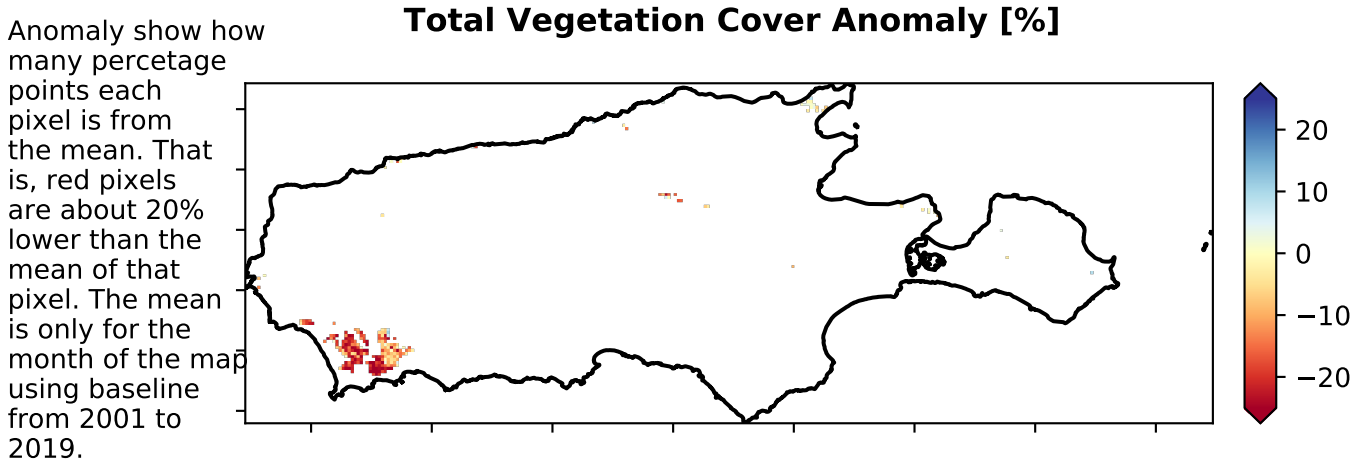 Total Vegetation Cover Anomaly [%]
Anomaly show how
many percetage
points each
pixel is from
the mean. That
is, red pixels
are about 20%
lower than the
mean of that
pixel. The mean
is only for the
month of the map
using baseline
from 2001 to
2019.
20
10
0
−10
−20